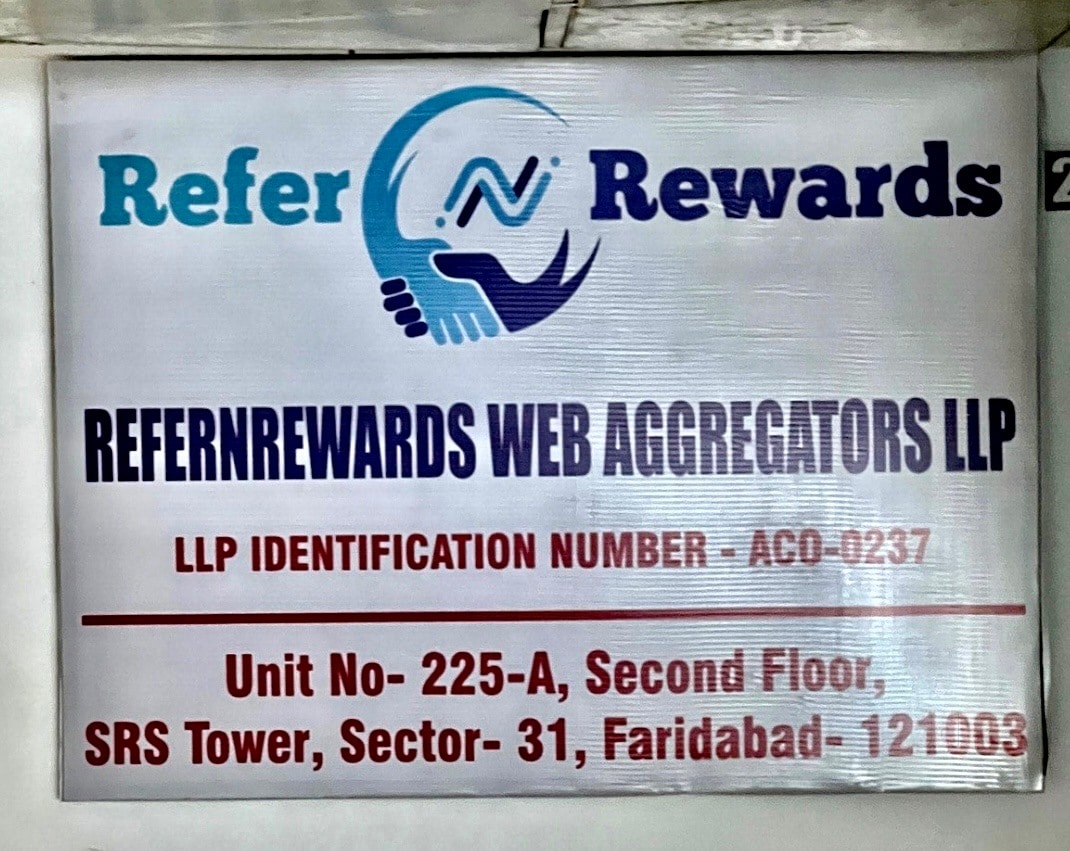 Refer N Rewards
REFERNREWARDS WEB AGGREGATORS LLP
LLP IDENTIFICATION NUMBER - ACO-0237
Unit No- 225-A, Second Floor,
SRS Tower, Sector- 31, Faridabad- 121003
2